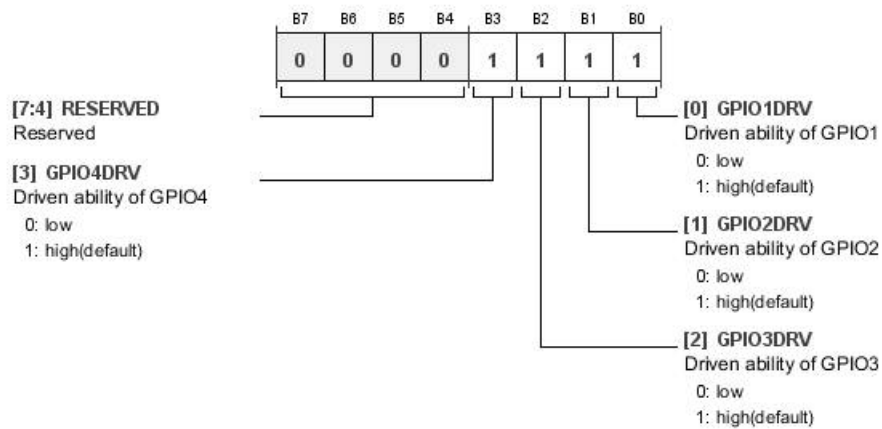 B7 B6 B5 B4 B3 B2 B1 B0
0 0 0 0 1 1 1 1
[7:4] RESERVED
Reserved
[3] GPIO4DRV
Driven ability of GPIO4
0: low
1: high(default)
[0] GPIO1DRV
Driven ability of GPIO1
0: low
1: high(default)
[1] GPIO2DRV
Driven ability of GPIO2
0: low
1: high(default)
[2] GPIO3DRV
Driven ability of GPIO3
0: low
1: high(default)